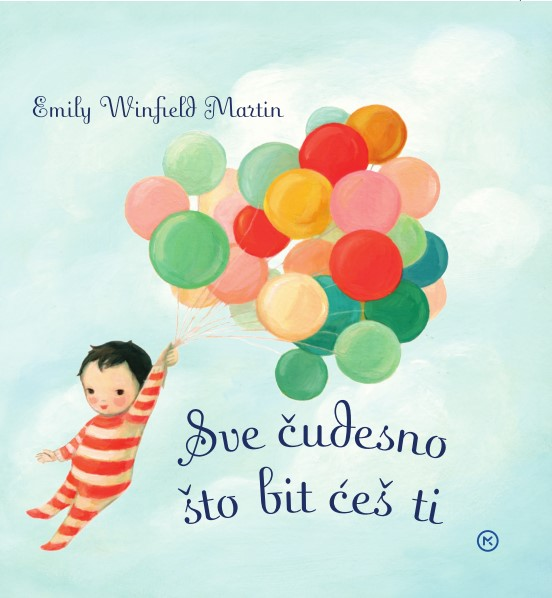 Emily Winfield Martin
Sve čudesno
što bit ćeš ti
M